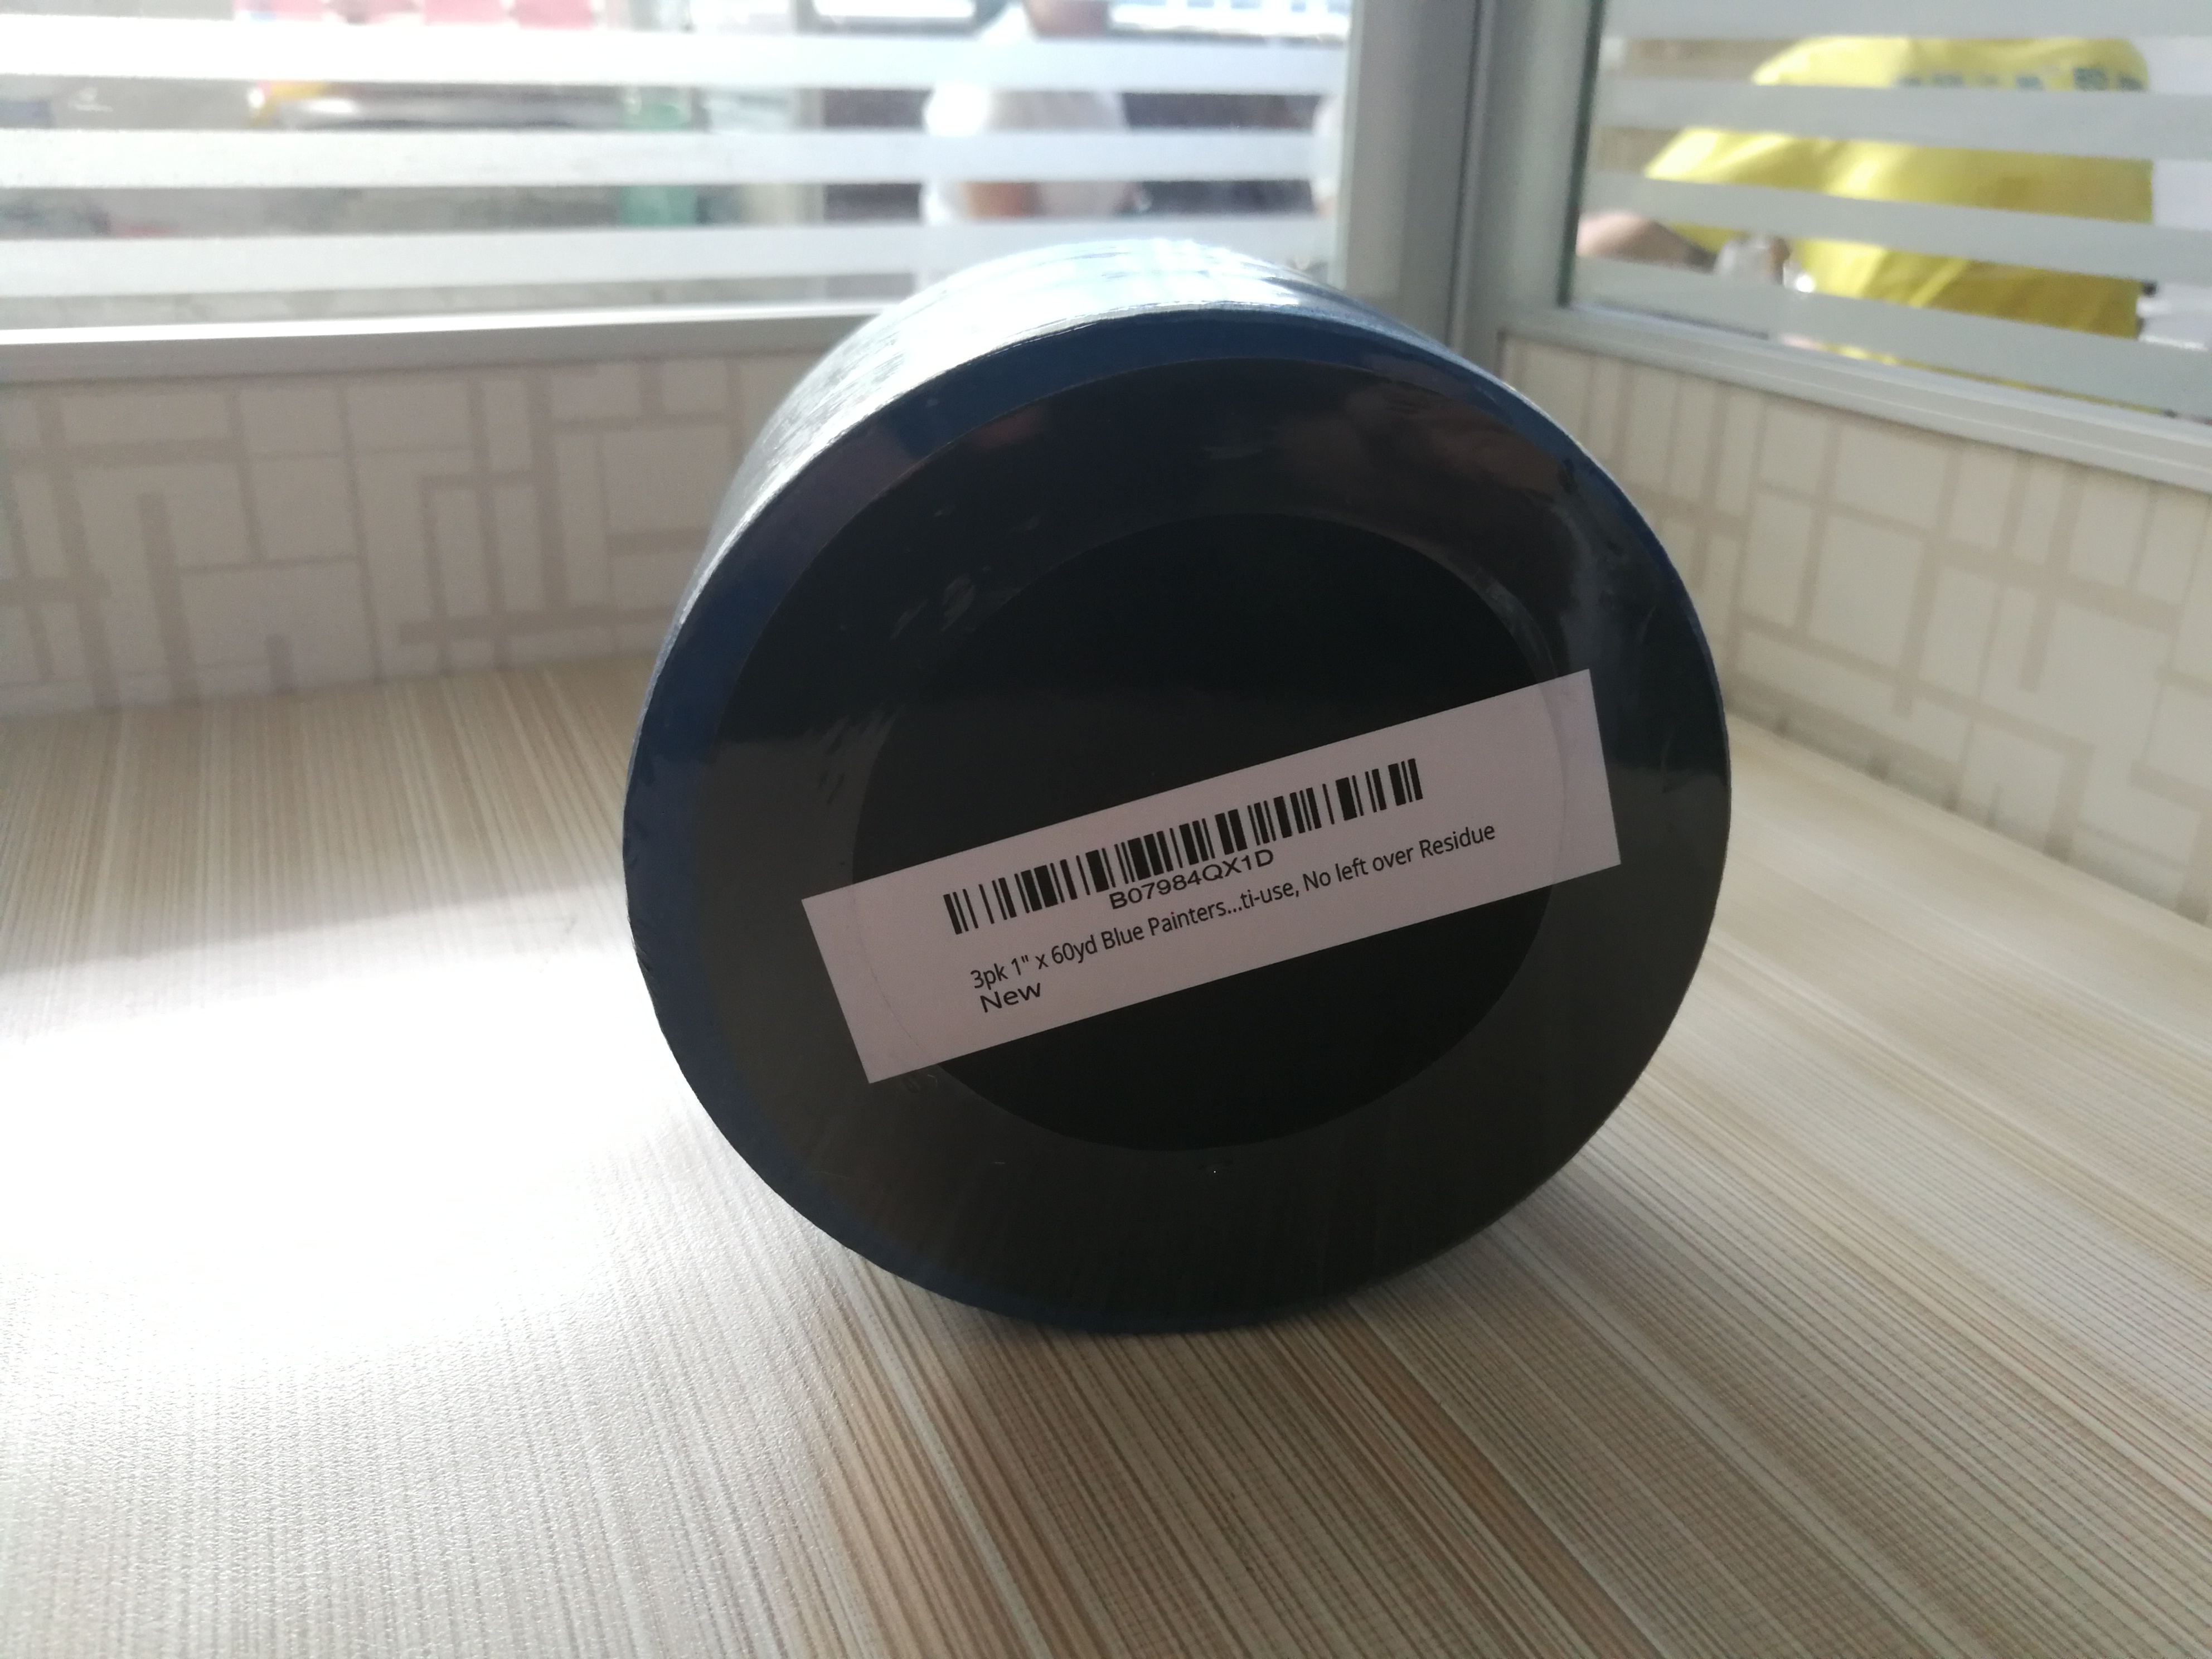 B07984QX1D
3pk 1" x 60yd Blue Painters...ti-use, No left over Residue
New